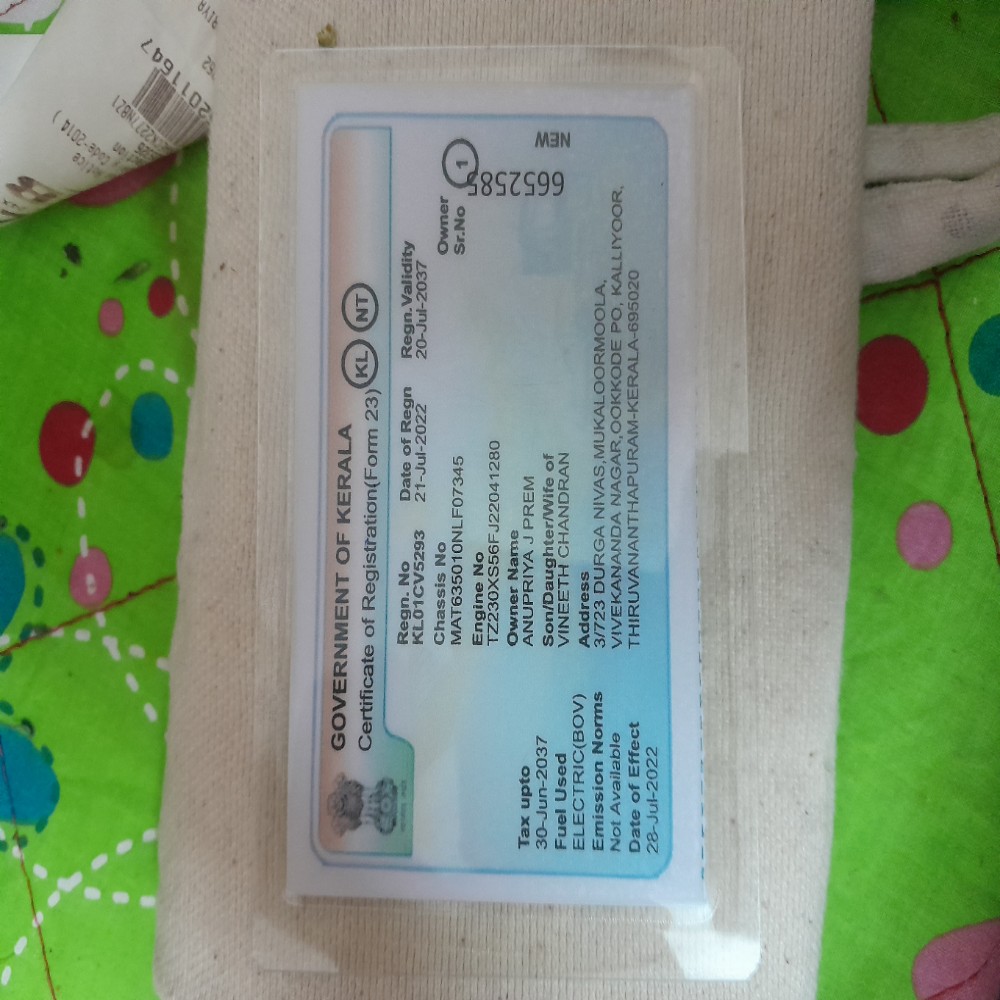 GOVERNMENT OF KERALA
Certificate of Registration(Form 23) KL NT
Regn. No Date of Regn Regn.Validity
KL01CV5293 21-Jul-2022 20-Jul-2037
Chassis No Owner
MAT635010NLF07345 Sr.No 1
Engine No
TZ230XS56FJ22041280
Owner Name
ANUPRIYA J PREM
Son/Daughter/Wife of
VINEETH CHANDRAN
Address
3/723 DURGA NIVAS,MUKALOORMOOLA,
VIVEKANANDA NAGAR,OOKKODE PO, KALLIYOOR,
THIRUVANANTHAPURAM-KERALA-695020
Tax upto
30-Jun-2037
Fuel Used
ELECTRIC(BOV)
Emission Norms
Not Available
Date of Effect
28-Jul-2022
6652585
NEW